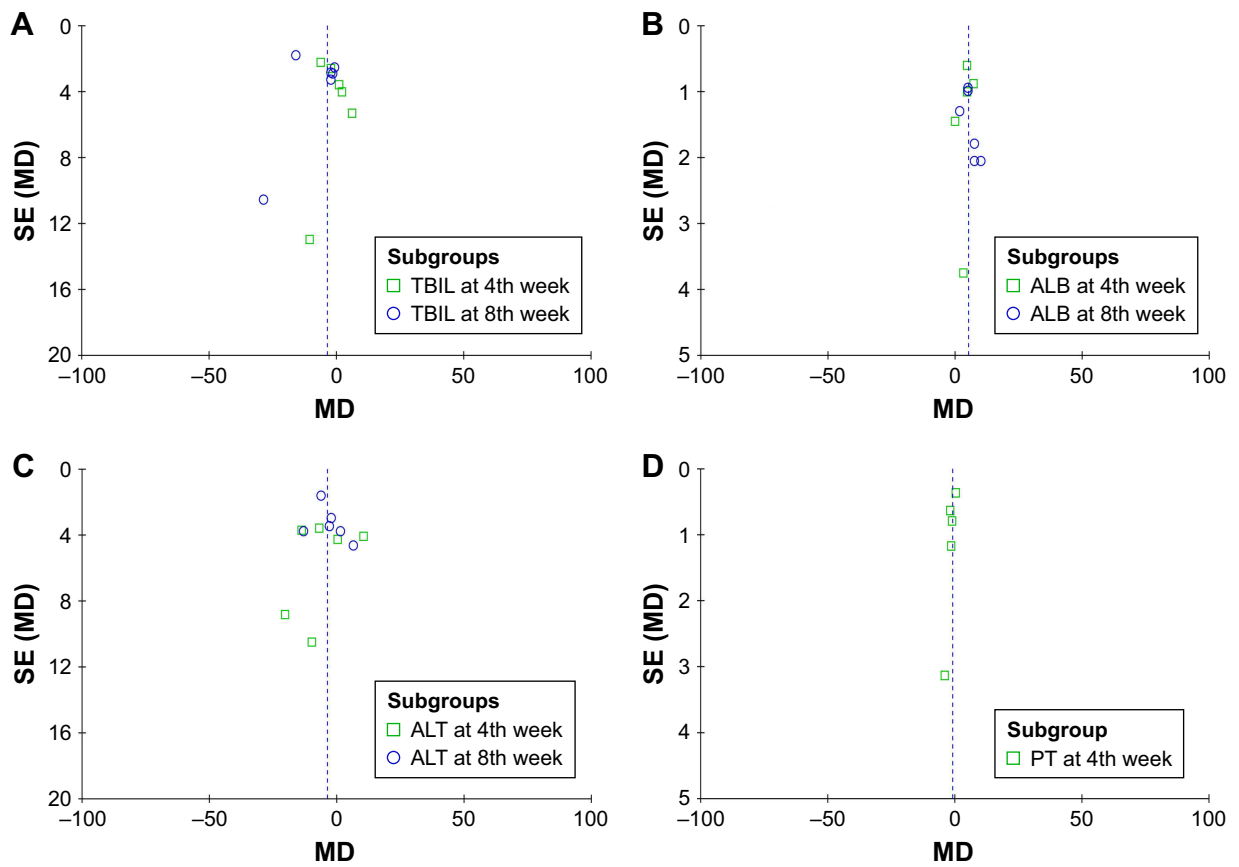 A
0
4
8
12
16
20
SE (MD)
–100
–50
0
50
100
MD
Subgroups
TBIL at 4th week
TBIL at 8th week
B
0
1
2
3
4
5
SE (MD)
–100
–50
0
50
100
MD
Subgroups
ALB at 4th week
ALB at 8th week
C
0
4
8
12
16
20
SE (MD)
–100
–50
0
50
100
MD
Subgroups
ALT at 4th week
ALT at 8th week
D
0
1
2
3
4
5
SE (MD)
–100
–50
0
50
100
MD
Subgroup
PT at 4th week